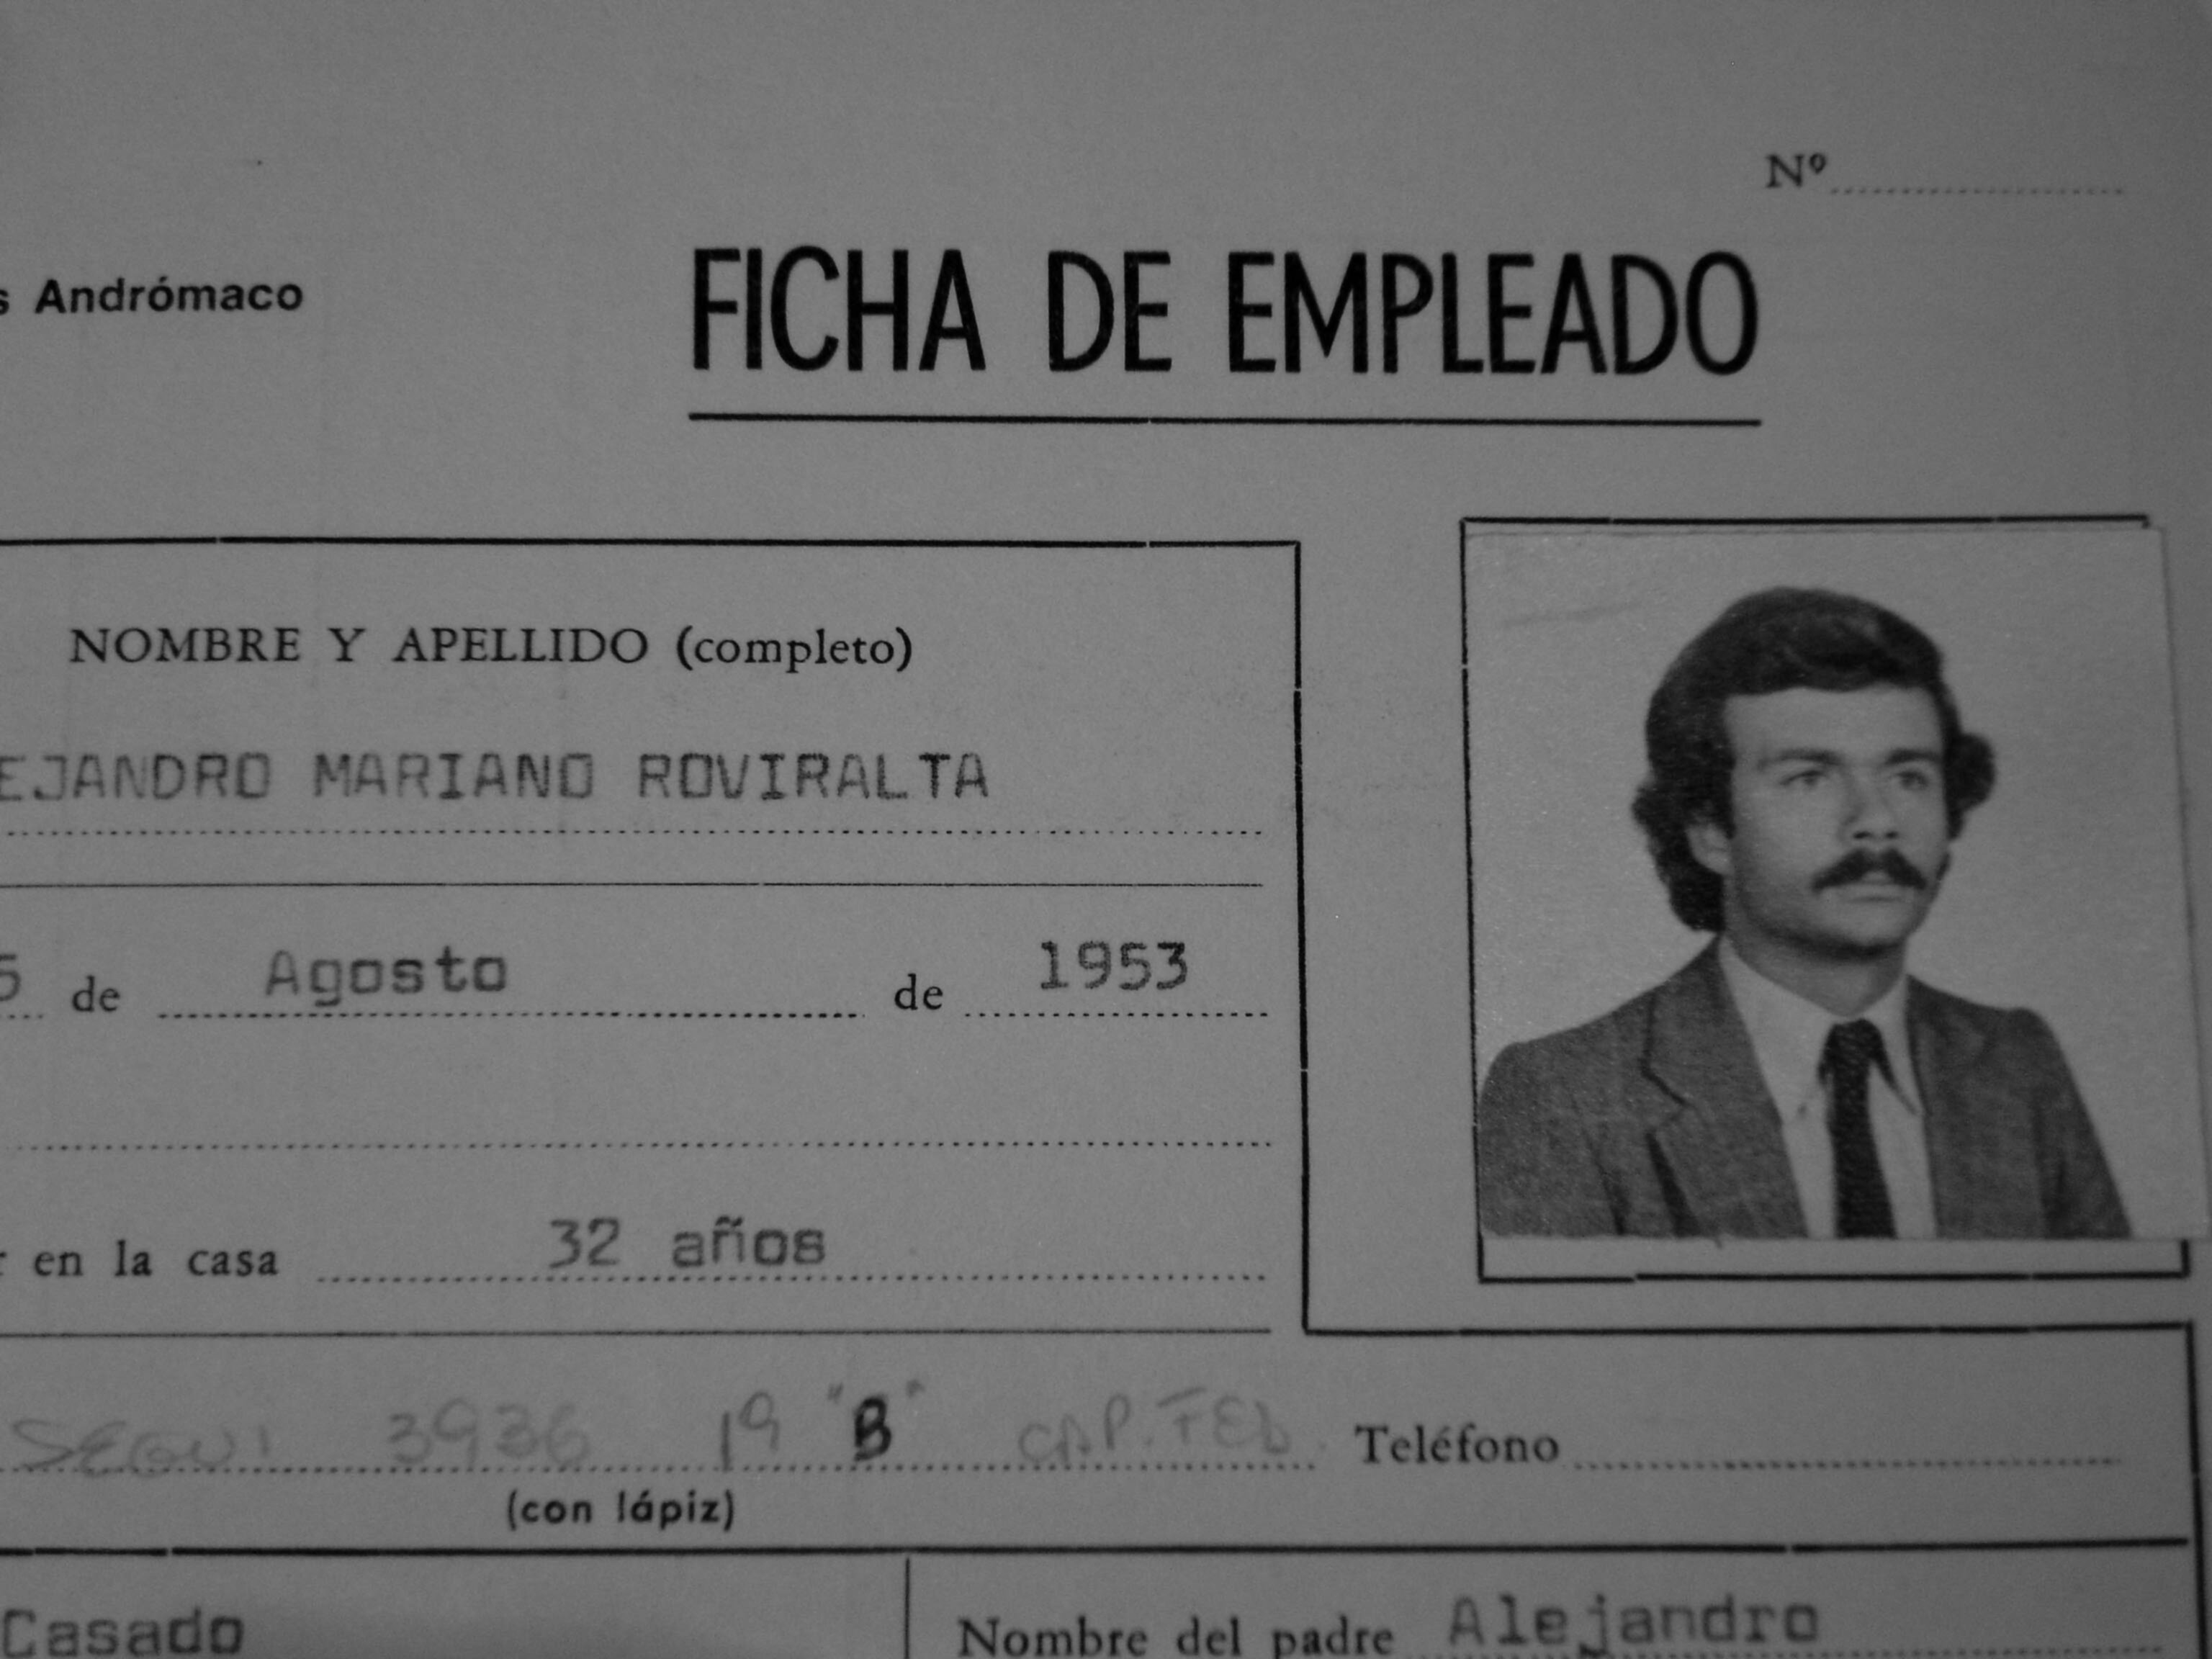 Nº
Andrómaco
FICHA DE EMPLEADO
NOMBRE Y APELLIDO (completo)
EJANDRO MARIANO ROVIRALTA
5 de Agosto de 1953
r en la casa 32 años
SEGUI 3936 1º "B" CAP. FED. Teléfono
(con lápiz)
Casado Nombre del padre Alejandro